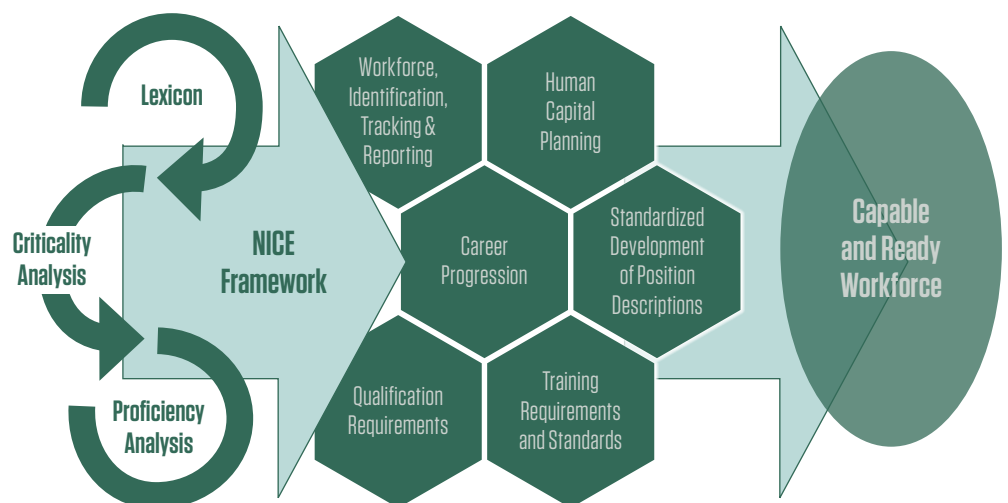 Lexicon
Criticality
Analysis
Proficiency
Analysis
NICE
Framework
Workforce,
Identification,
Tracking &
Reporting
Human
Capital
Planning
Career
Progression
Standardized
Development
of Position
Descriptions
Qualification
Requirements
Training
Requirements
and Standards
Capable
and Ready
Workforce